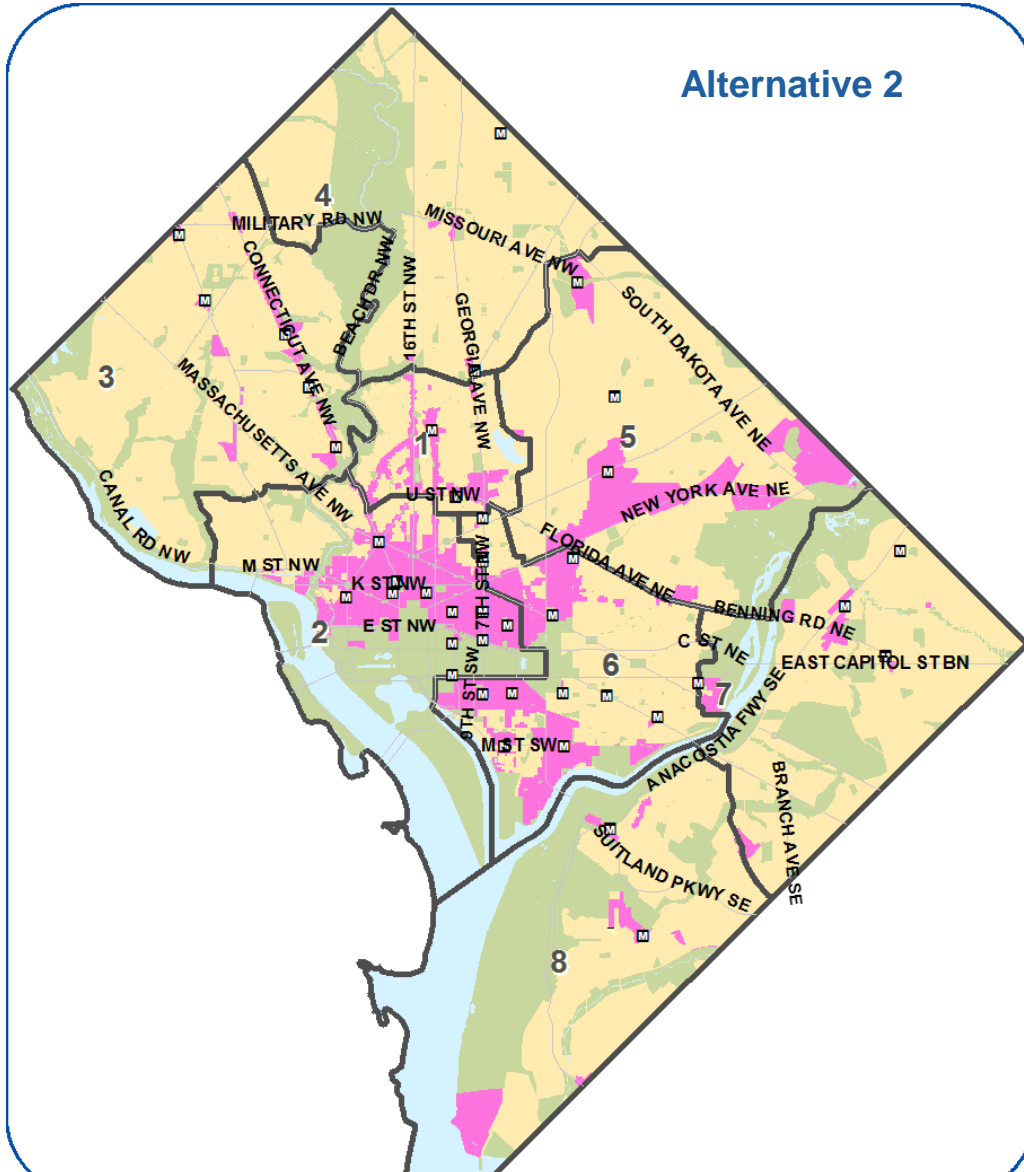 Alternative 2
M
4
MILITARY RD NW
MISSOURI AVE NW
M
CONNECTICUT AVE NW
BEACH DR NW
16TH ST NW
M
M
GEORGIA AVE NW
SOUTH DAKOTA AVE NE
M
3
MASSACHUSETTS AVE NW
M
M
1
M
M
5
M
U ST NW
M
NEW YORK AVE NE
CANAL RD NW
M
M
FLORIDA AVE NE
M
M
M ST NW
K ST NW
M
M
M
7TH ST NW
BENNING RD NE
M
2
E ST NW
M
M
M
M
C ST NE
EAST CAPITOL ST BN
M
M
M
M
6
7
M
9TH ST SW
M
M
M
M
M
M ST SW
M
M
ANACOSTIA FWY SE
BRANCH AVE SE
M
SUITLAND PKWY SE
M
8